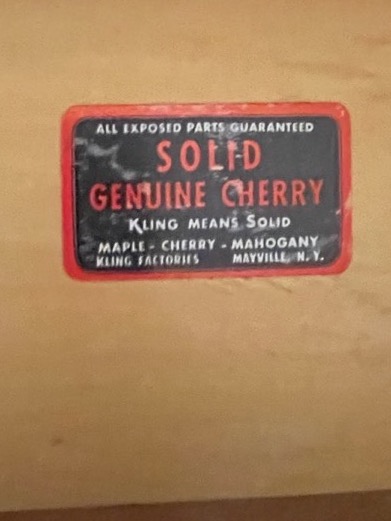 ALL EXPOSED PARTS GUARANTEED
SOLID
GENUINE CHERRY
KLING MEANS SOLID
MAPLE - CHERRY - MAHOGANY
KLING FACTORIES MAYVILLE, N.Y.